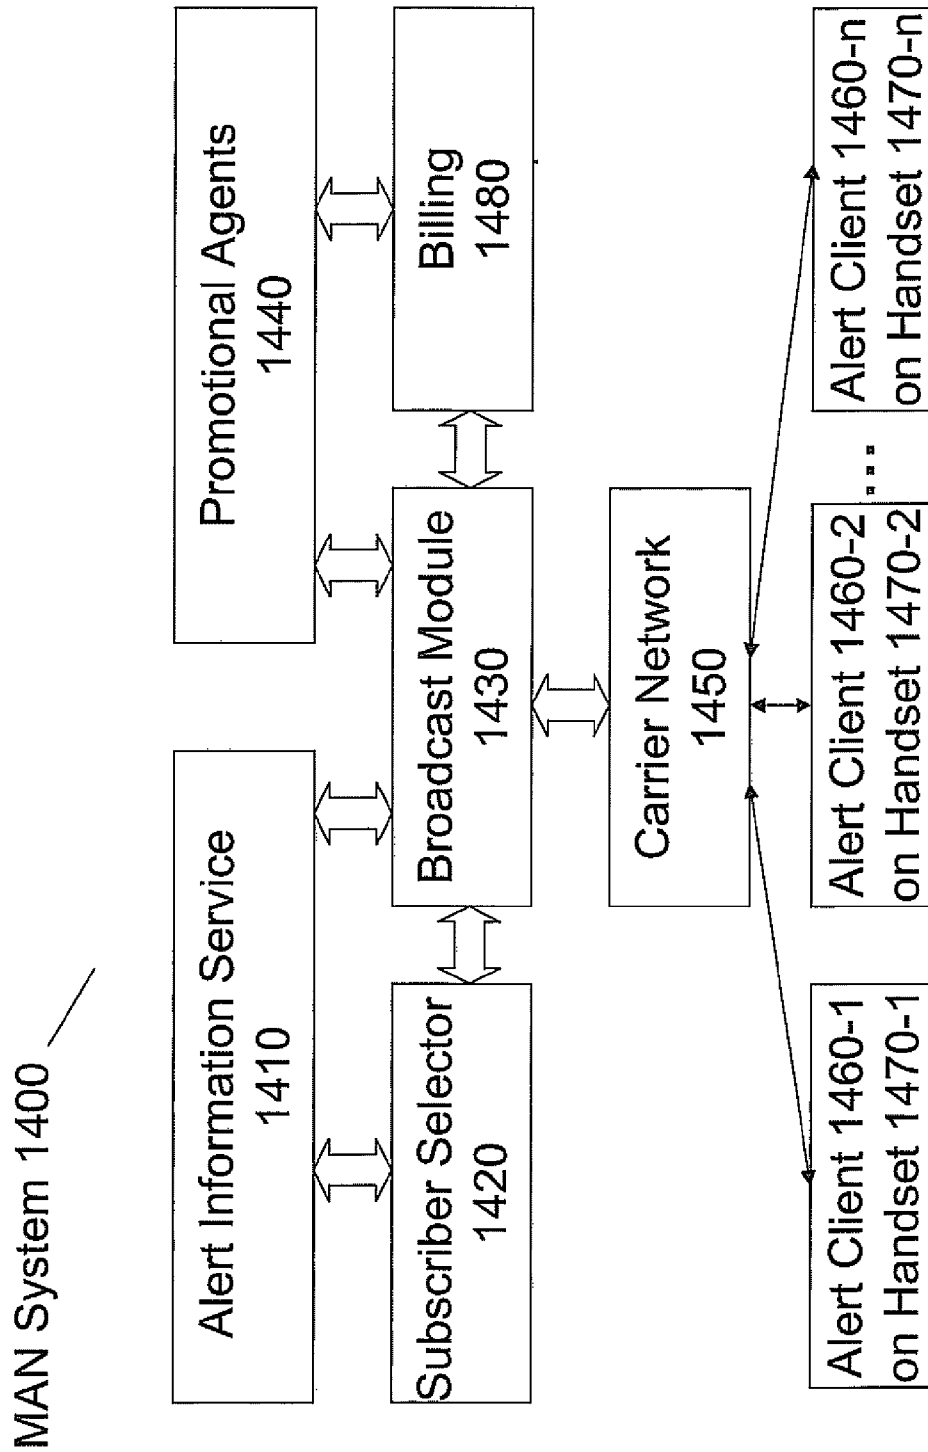 MAN System 1400
Alert Information Service
1410
Promotional Agents
1440
Subscriber Selector
1420
Broadcast Module
1430
Billing
1480
Carrier Network
1450
Alert Client 1460-1
on Handset 1470-1
Alert Client 1460-2
on Handset 1470-2
...
Alert Client 1460-n
on Handset 1470-n